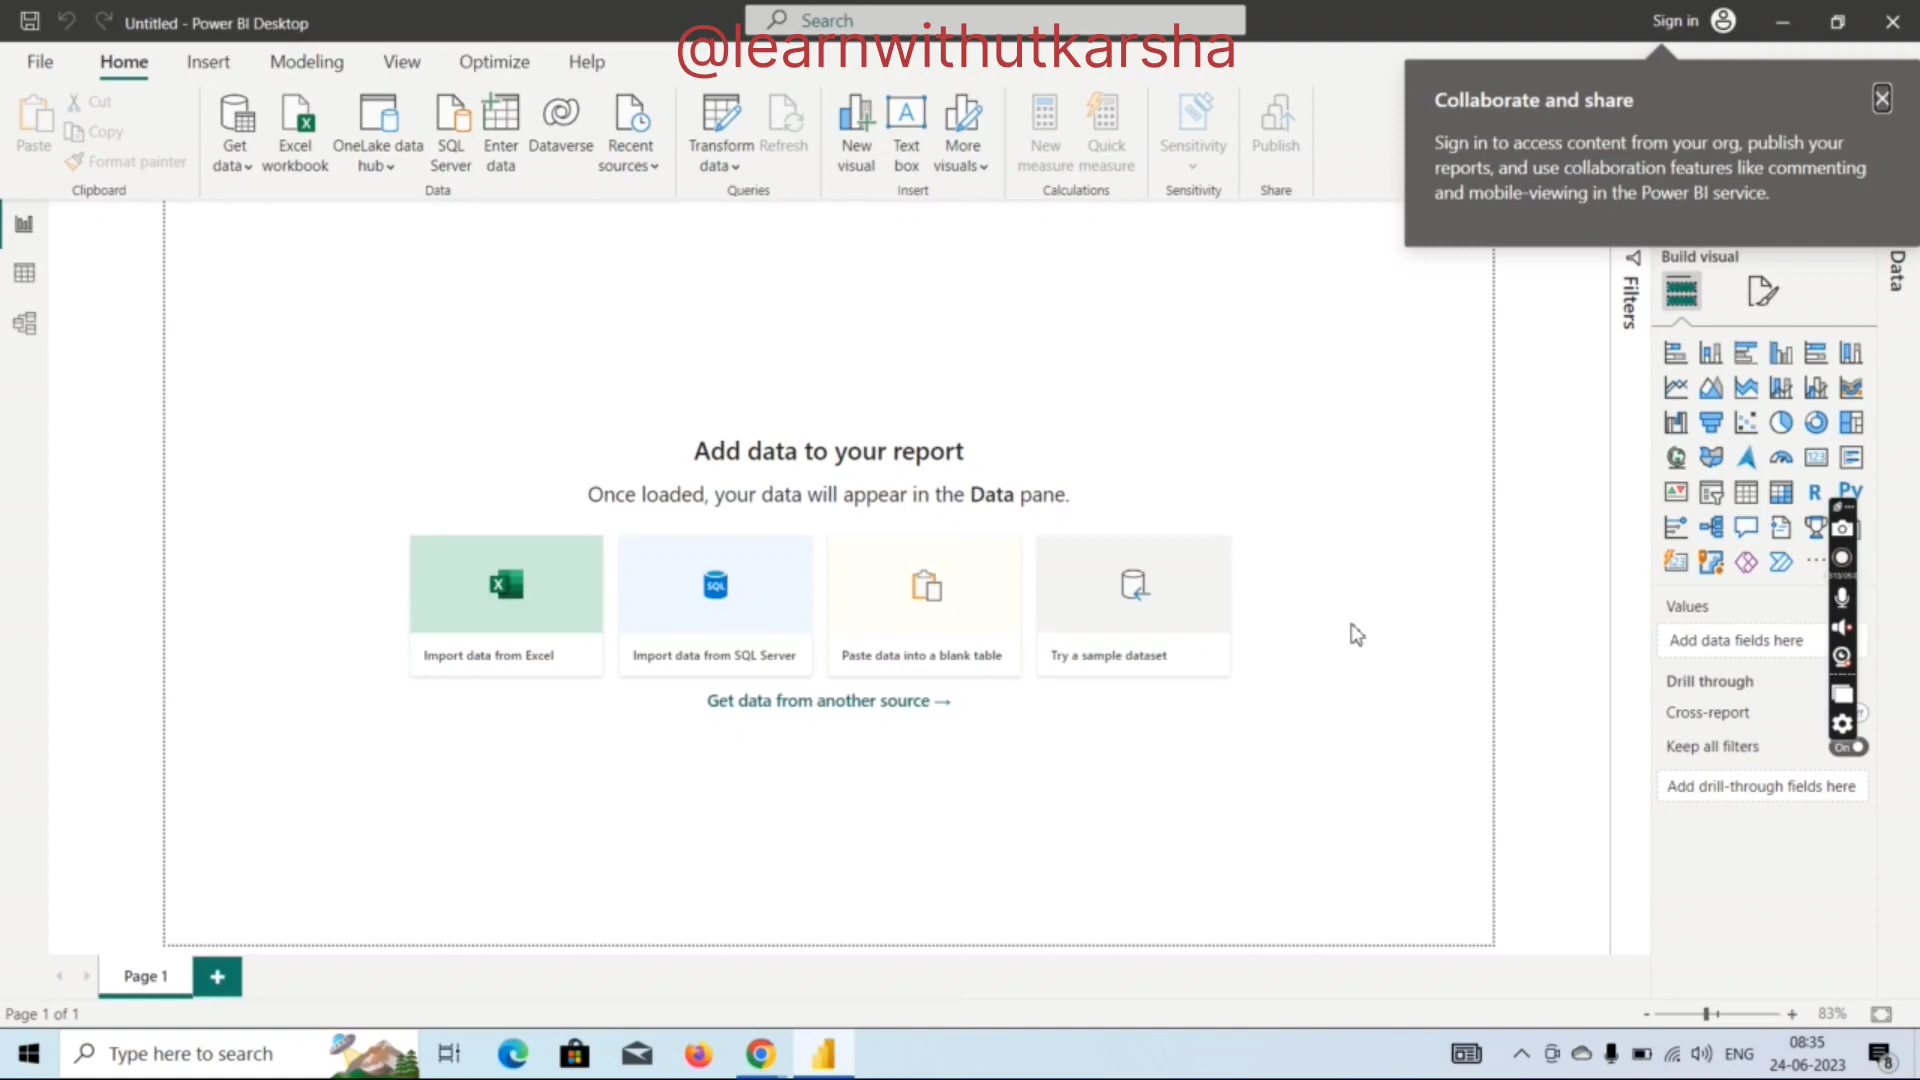 Untitled - Power BI Desktop
Search
Sign in
@learnwithutkarsha
File
Home
Insert
Modeling
View
Optimize
Help
Collaborate and share
Sign in to access content from your org, publish your
reports, and use collaboration features like commenting
and mobile-viewing in the Power BI service.
Paste
Cut
Copy
Format painter
Clipboard
Get
data
Excel
workbook
OneLake data
hub
SQL
Server
Enter
data
Dataverse
Recent
sources
Data
Transform
data
Refresh
Queries
New
visual
A
Text
box
More
visuals
Insert
New
measure
Quick
measure
Calculations
Sensitivity
Sensitivity
Publish
Share
Filters
Build visual
Data
123
R
Py
123
Values
Add data fields here
Drill through
Cross-report
Keep all filters
On
Add drill-through fields here
Add data to your report
Once loaded, your data will appear in the Data pane.
X
SQL
Import data from Excel
Import data from SQL Server
Paste data into a blank table
Try a sample dataset
Get data from another source →
Page 1
+
Page 1 of 1
- + 83%
Type here to search
ENG
08:35
24-06-2023
8